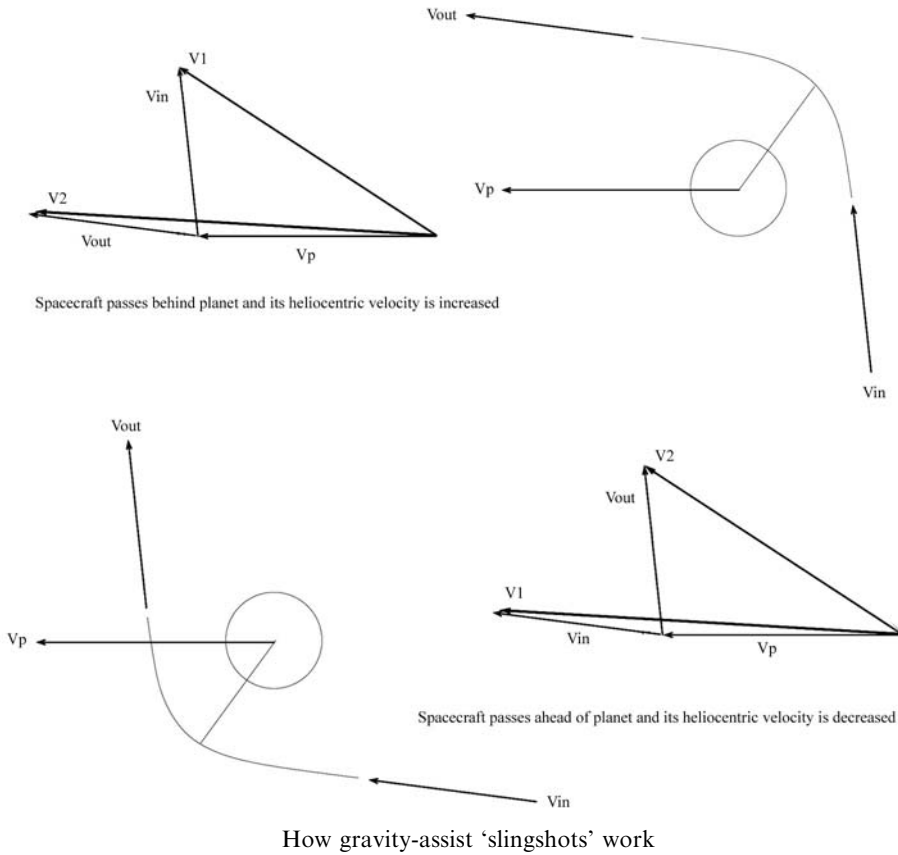 Vout
V1
Vin
V2
Vout
Vp
Vp
Spacecraft passes behind planet and its heliocentric velocity is increased
Vin
Vout
V2
Vout
V1
Vin
Vp
Vp
Spacecraft passes ahead of planet and its heliocentric velocity is decreased
Vin
How gravity-assist ‘slingshots’ work